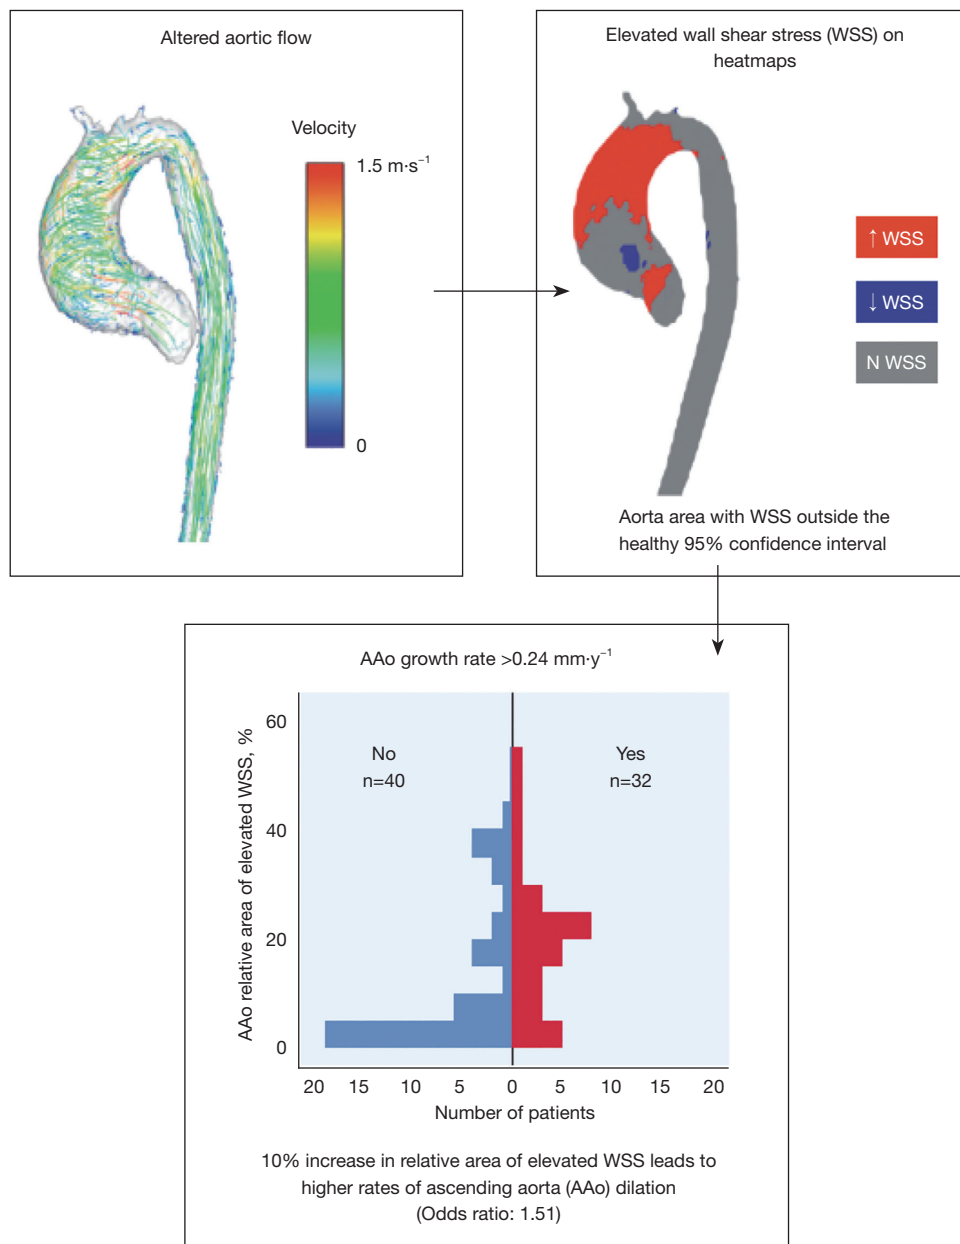 Altered aortic flow
Velocity
1.5 m·s⁻¹
0
Elevated wall shear stress (WSS) on
heatmaps
↑ WSS
↓ WSS
N WSS
Aorta area with WSS outside the
healthy 95% confidence interval
AAo growth rate >0.24 mm·y⁻¹
AAo relative area of elevated WSS, %
60
40
20
0
No
n=40
Yes
n=32
20 15 10 5 0 5 10 15 20
Number of patients
10% increase in relative area of elevated WSS leads to
higher rates of ascending aorta (AAo) dilation
(Odds ratio: 1.51)